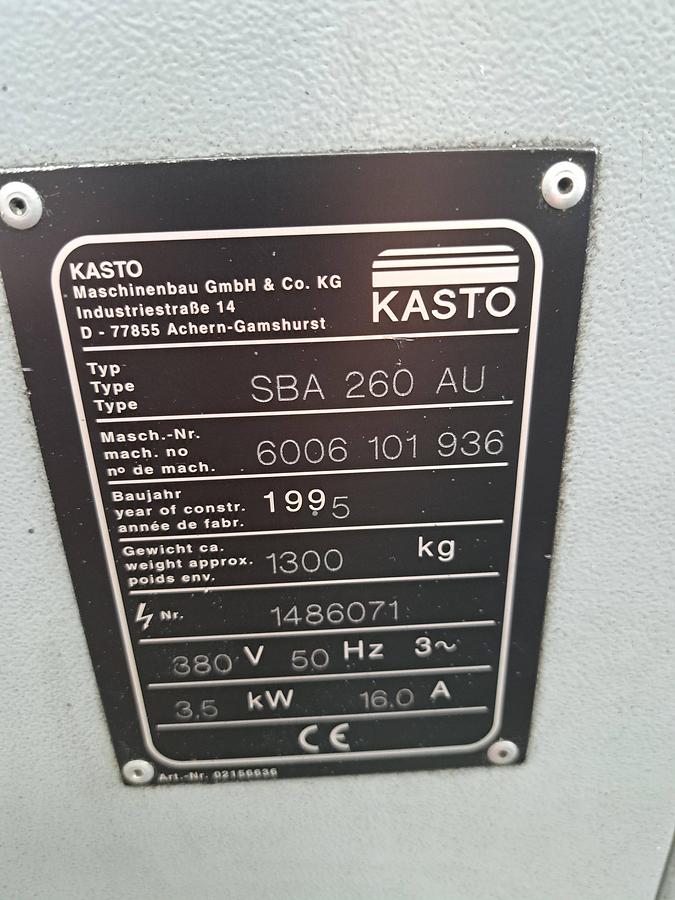 KASTO
Maschinenbau GmbH & Co. KG
Industriestraße 14
D - 77855 Achern-Gamshurst
KASTO
Typ
Type
Type
SBA 260 AU
Masch.-Nr.
mach. no
nº de mach.
6006 101 936
Baujahr
year of constr.
année de fabr.
1995
Gewicht ca.
weight approx.
poids env.
1300 kg
Nr. 1486071
380 V 50 Hz 3~
3,5 kW 16,0 A
CE
Art.-Nr. 02156636